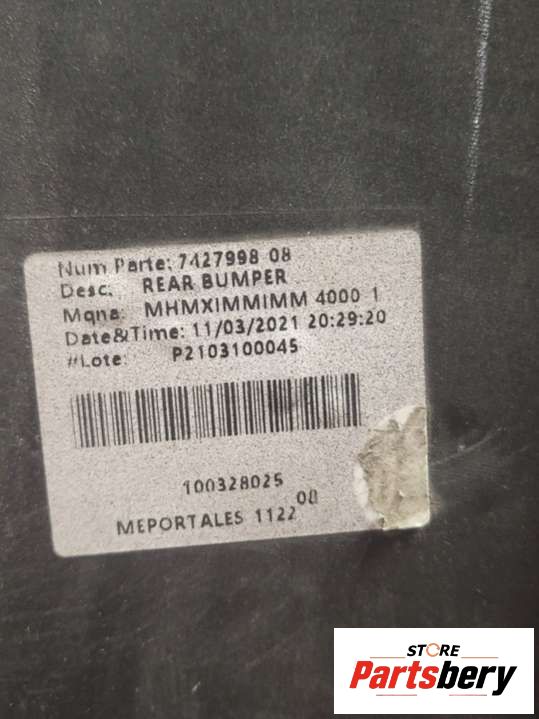 Num Parte: 7427998 08
Desc: REAR BUMPER
Mqna: MHMXIMMIMM 4000 1
Date&Time: 11/03/2021 20:29:20
#Lote: P2103100045
100328025
00
MEPORTALES 1122
STORE
Partsbery